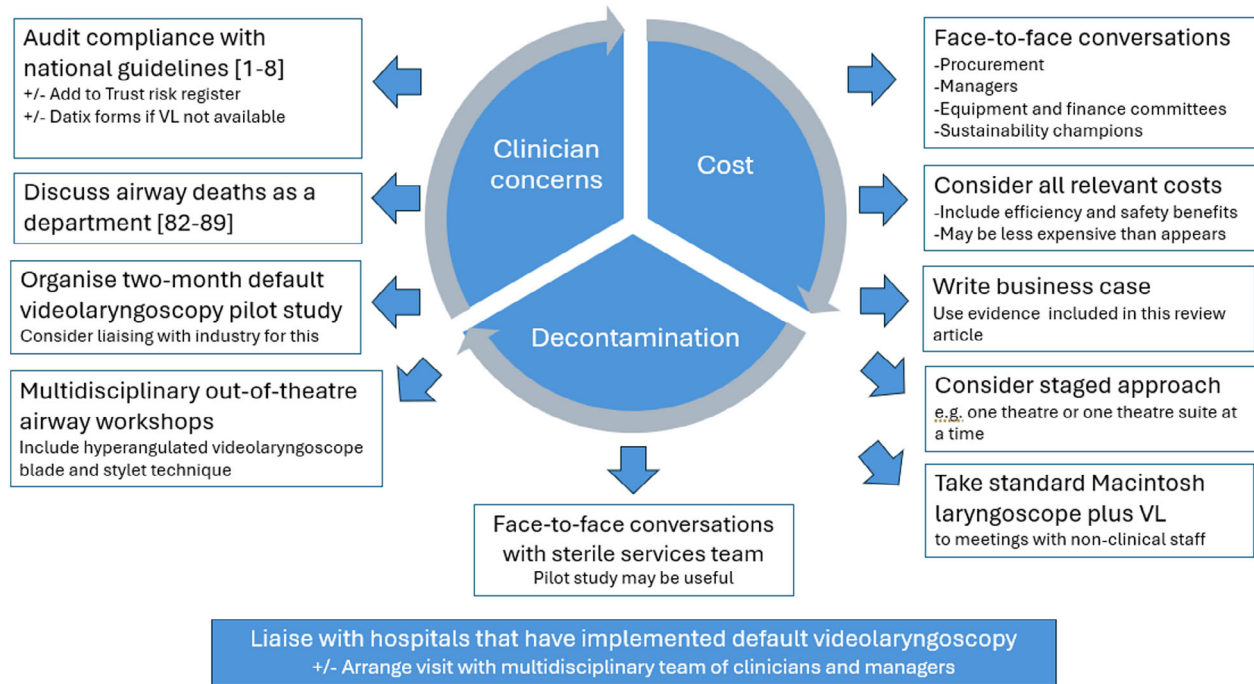 Audit compliance with
national guidelines [1-8]
+/- Add to Trust risk register
+/- Datix forms if VL not available
Discuss airway deaths as a
department [82-89]
Organise two-month default
videolaryngoscopy pilot study
Consider liaising with industry for this
Multidisciplinary out-of-theatre
airway workshops
Include hyperangulated videolaryngoscope
blade and stylet technique
Clinician
concerns
Cost
Decontamination
Face-to-face conversations
-Procurement
-Managers
-Equipment and finance committees
-Sustainability champions
Consider all relevant costs
-Include efficiency and safety benefits
-May be less expensive than appears
Write business case
Use evidence included in this review
article
Consider staged approach
e.g. one theatre or one theatre suite at
a time
Take standard Macintosh
laryngoscope plus VL
to meetings with non-clinical staff
Face-to-face conversations
with sterile services team
Pilot study may be useful
Liaise with hospitals that have implemented default videolaryngoscopy
+/- Arrange visit with multidisciplinary team of clinicians and managers